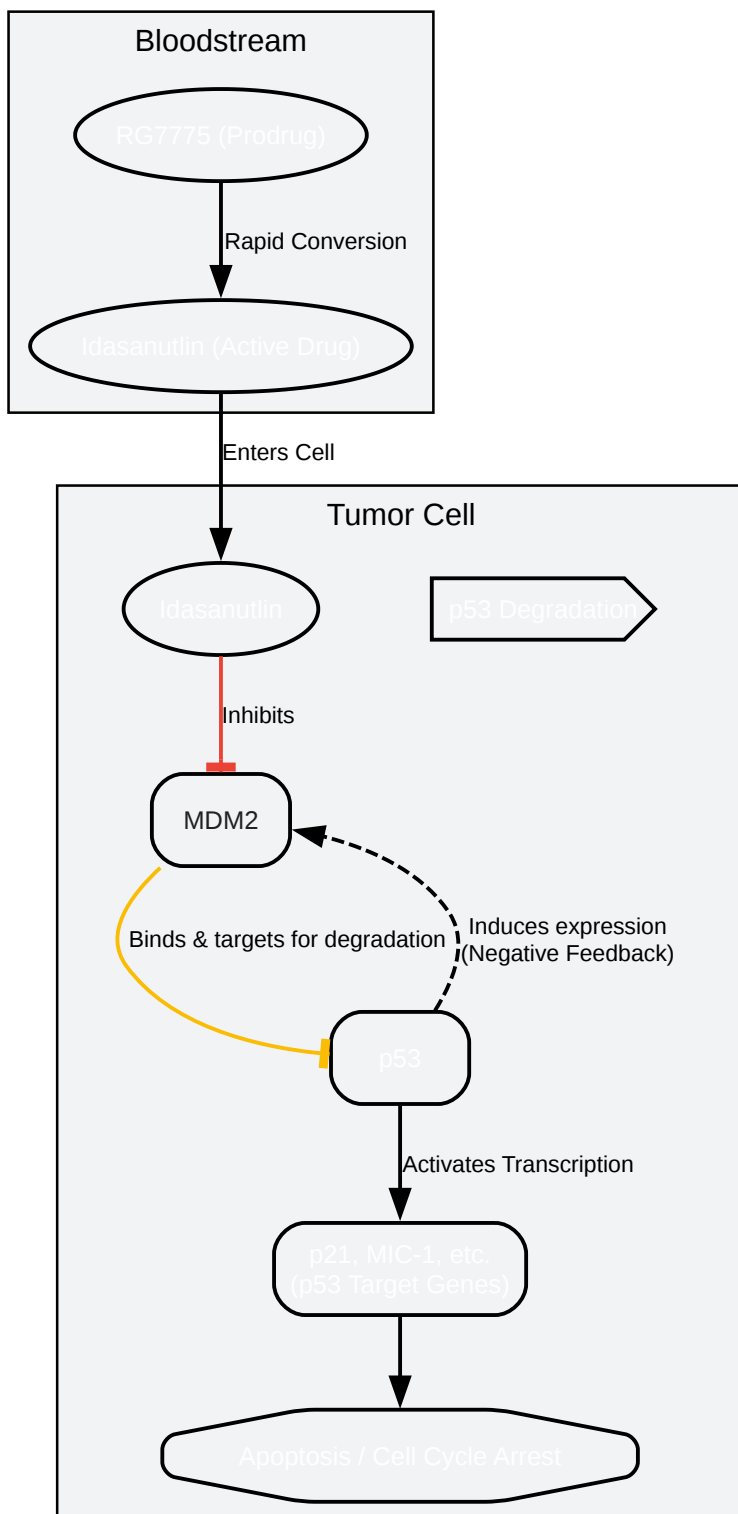 Bloodstream
RG7775 (Prodrug)
Rapid Conversion
Idasanutlin (Active Drug)
Enters Cell
Tumor Cell
Idasanutlin
p53 Degradation
Inhibits
MDM2
Binds & targets for degradation
Induces expression
(Negative Feedback)
p53
Activates Transcription
p21, MIC-1, etc.
(p53 Target Genes)
Apoptosis / Cell Cycle Arrest